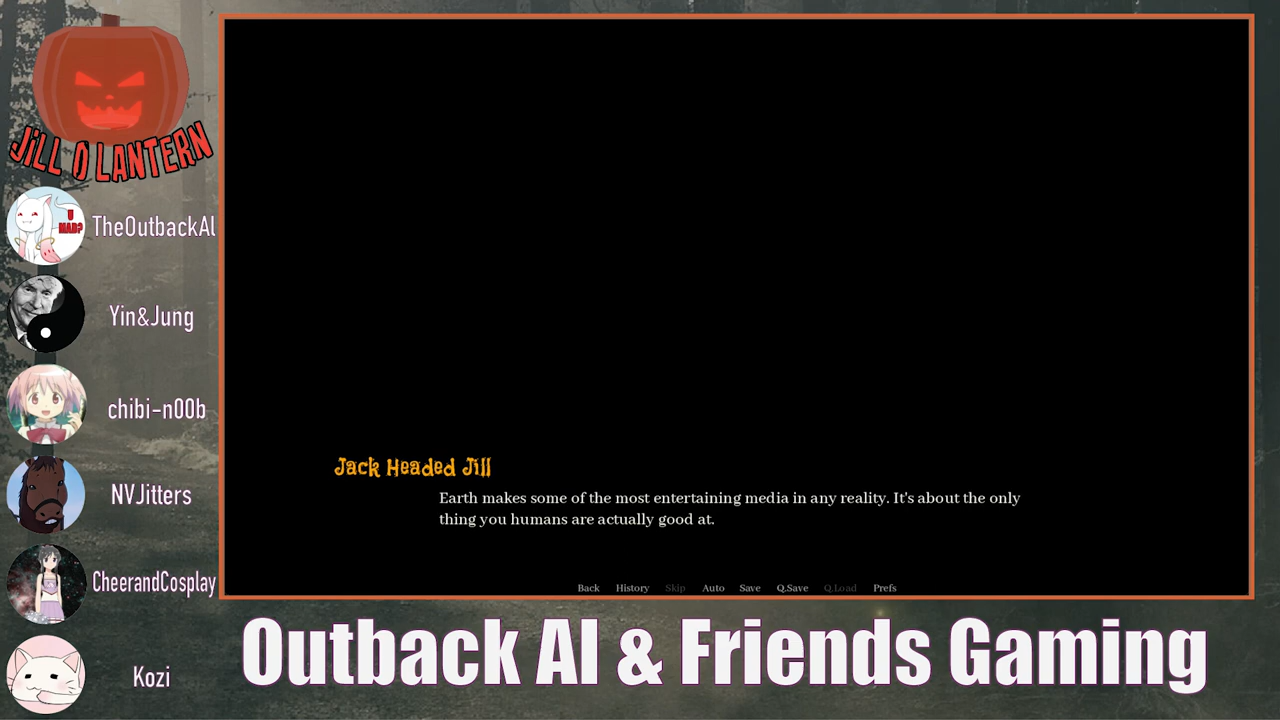 JiLL O LANTERN
U
MAD?
TheOutbackAl
Yin&Jung
chibi-n00b
NVJitters
CheerandCosplay
Kozi
Jack Headed Jill
Earth makes some of the most entertaining media in any reality. It's about the only
thing you humans are actually good at.
Back History Skip Auto Save Q.Save Q.Load Prefs
Outback Al & Friends Gaming